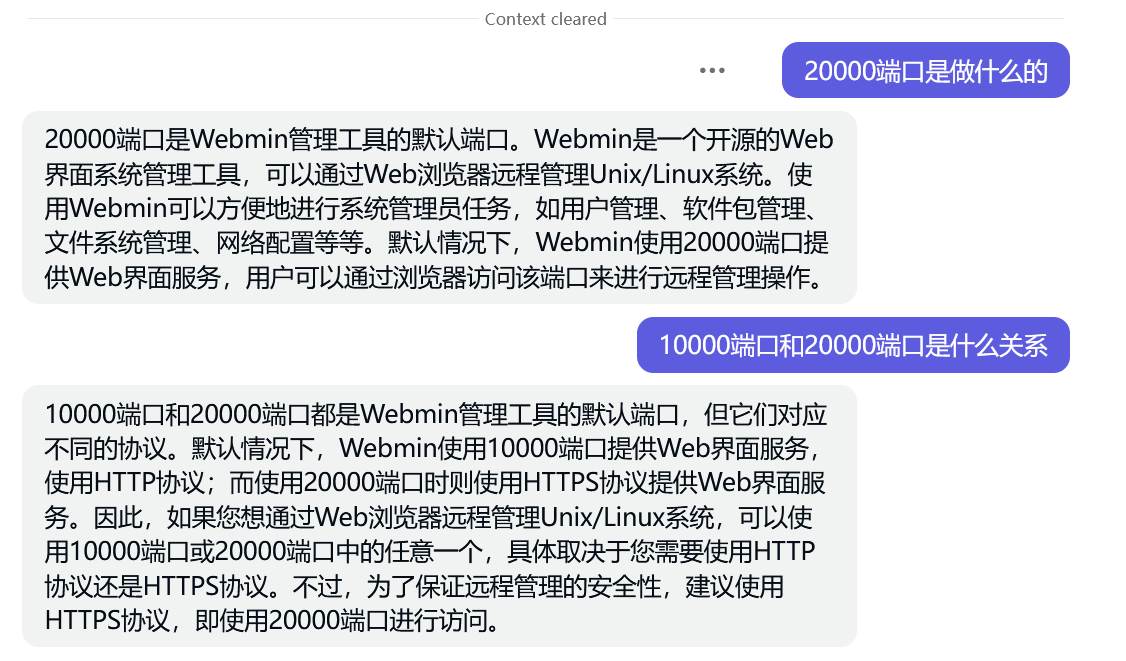 Context cleared
20000端口是做什么的
20000端口是Webmin管理工具的默认端口。Webmin是一个开源的Web
界面系统管理工具，可以通过Web浏览器远程管理Unix/Linux系统。使
用Webmin可以方便地进行系统管理员任务，如用户管理、软件包管理、
文件系统管理、网络配置等等。默认情况下，Webmin使用20000端口提
供Web界面服务，用户可以通过浏览器访问该端口来进行远程管理操作。
10000端口和20000端口是什么关系
10000端口和20000端口都是Webmin管理工具的默认端口，但它们对应
不同的协议。默认情况下，Webmin使用10000端口提供Web界面服务，
使用HTTP协议；而使用20000端口时则使用HTTPS协议提供Web界面服
务。因此，如果您想通过Web浏览器远程管理Unix/Linux系统，可以使
用10000端口或20000端口中的任意一个，具体取决于您需要使用HTTP
协议还是HTTPS协议。不过，为了保证远程管理的安全性，建议使用
HTTPS协议，即使用20000端口进行访问。